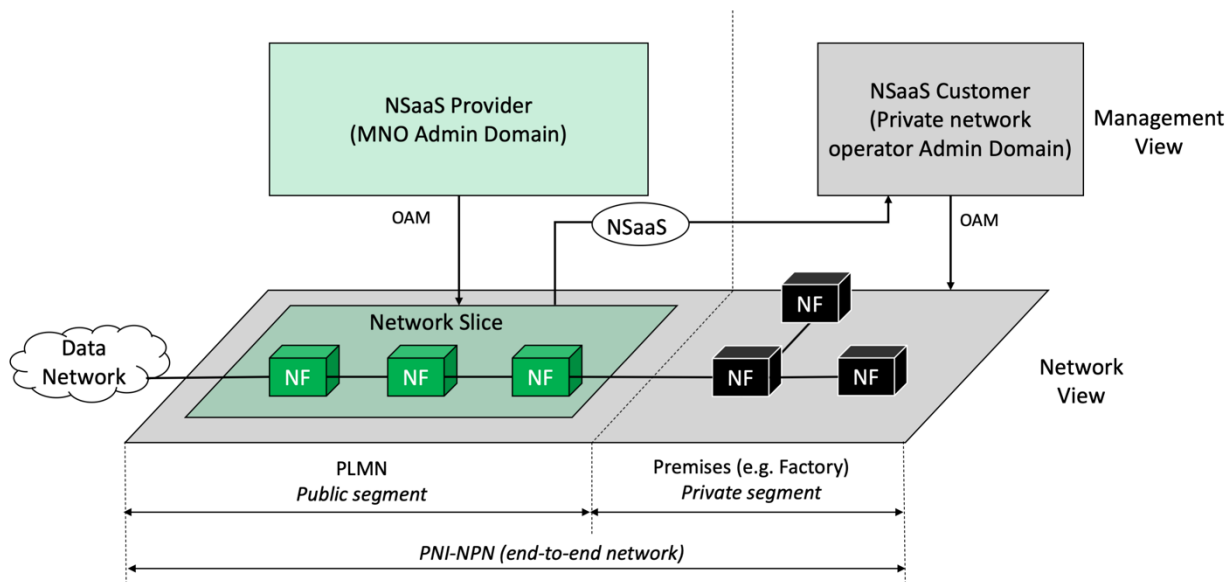 NSaaS Provider
(MNO Admin Domain)
NSaaS Customer
(Private network
operator Admin Domain)
Management
View
OAM
NSaaS
OAM
NF
Network Slice
Data
Network
NF
NF
NF
NF
NF
Network
View
PLMN
Public segment
Premises (e.g. Factory)
Private segment
PNI-NPN (end-to-end network)